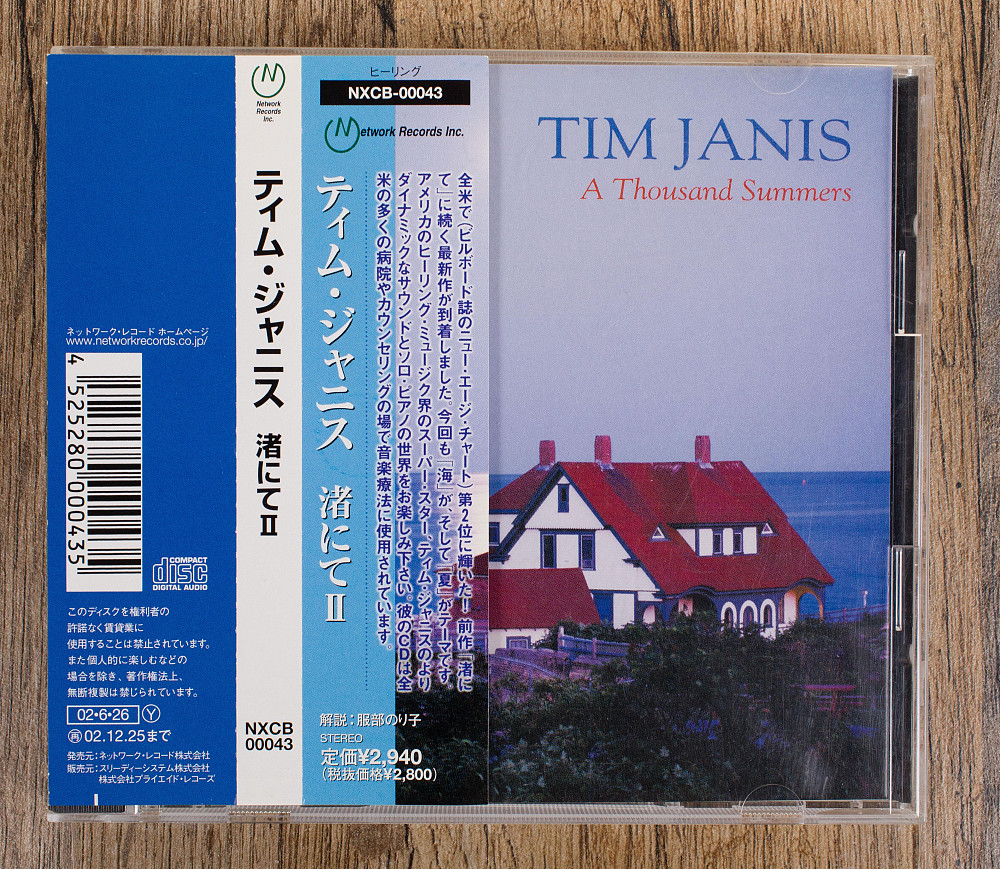 ネットワーク・レコード ホームページ
www.networkrecords.co.jp/
4 525280 000435
COMPACT
disc
DIGITAL AUDIO
このディスクを権利者の
許諾なく賃貸業に
使用することは禁止されています。
また個人的に楽しむなどの
場合を除き、著作権法上、
無断複製は禁じられています。
02・6・26 Y
再 02.12.25まで
発売元：ネットワーク・レコード株式会社
販売元：スリーディーシステム株式会社
株式会社プライエイド・レコーズ
N
Network
Records
Inc.
ティム・ジャニス 渚にてII
NXCB
00043
ヒーリング
NXCB-00043
Network Records Inc.
全米で（ビルボード誌のニュー・エージ・チャート）第2位に輝いた！前作『渚に
て』に続く最新作が到着しました。今回も「海」が、そして「夏」がテーマです。
アメリカのヒーリング・ミュージク界のスーパー・スター、ティム・ジャニスのより
ダイナミックなサウンドとソロ・ピアノの世界をお楽しみ下さい。彼のCDは全
米の多くの病院やカウンセリングの場で音楽療法に使用されています。
ティム・ジャニス 渚にてII
解説：服部のり子
STEREO
定価¥2,940
（税抜価格¥2,800）
TIM JANIS
A Thousand Summers